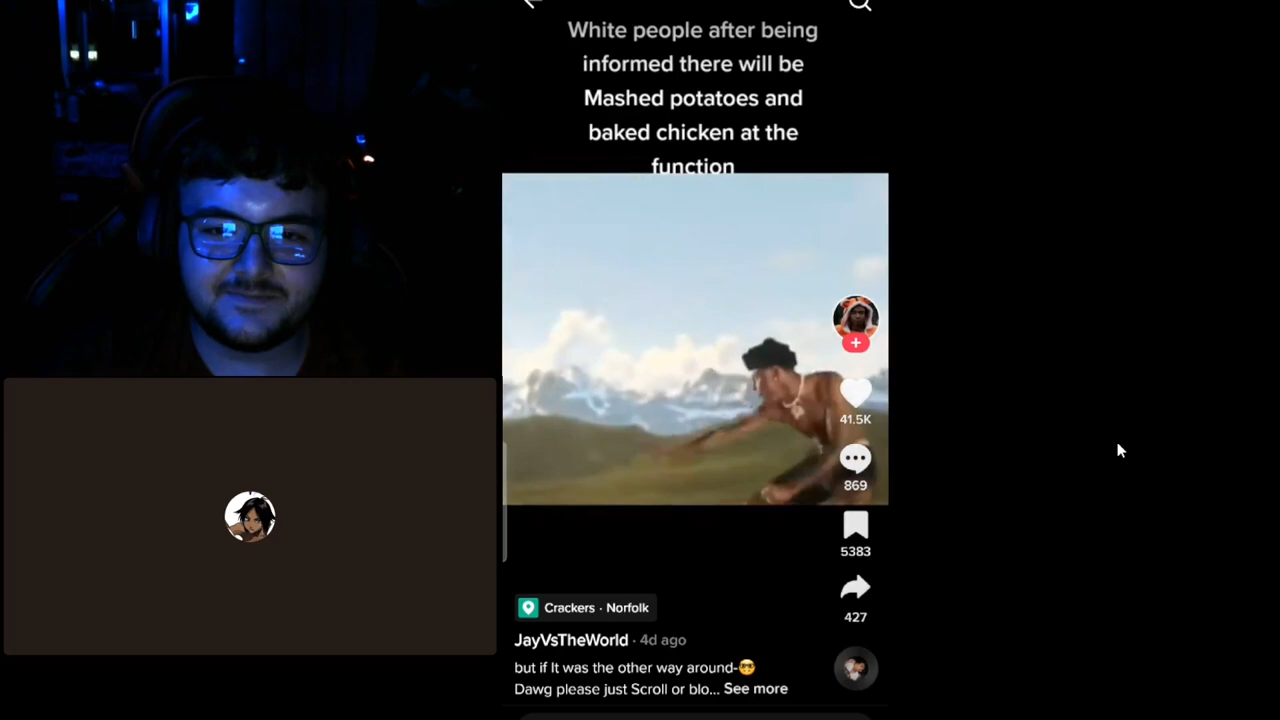 White people after being
informed there will be
Mashed potatoes and
baked chicken at the
function
41.5K
869
5383
427
Crackers · Norfolk
JayVsTheWorld · 4d ago
but if It was the other way around-😎
Dawg please just Scroll or blo... See more